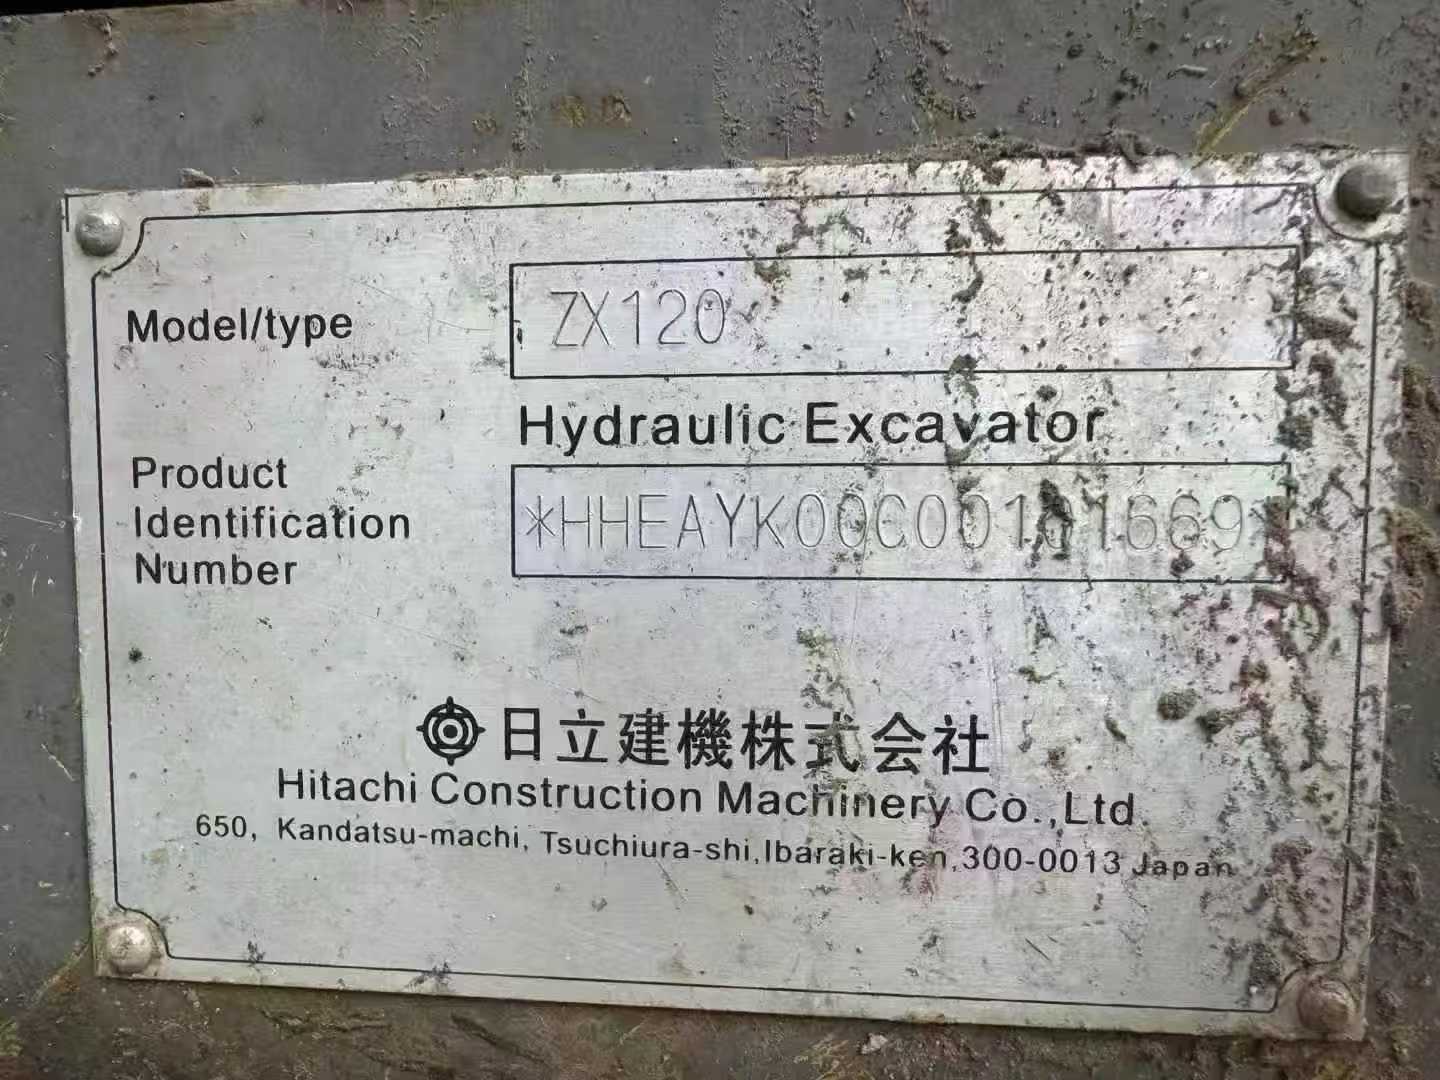 Model/type
ZX120
Hydraulic Excavator
Product
Identification
Number
*HHEAYK00C00101669*
日立建機株式会社
Hitachi Construction Machinery Co.,Ltd.
650, Kandatsu-machi, Tsuchiura-shi,Ibaraki-ken,300-0013 Japan